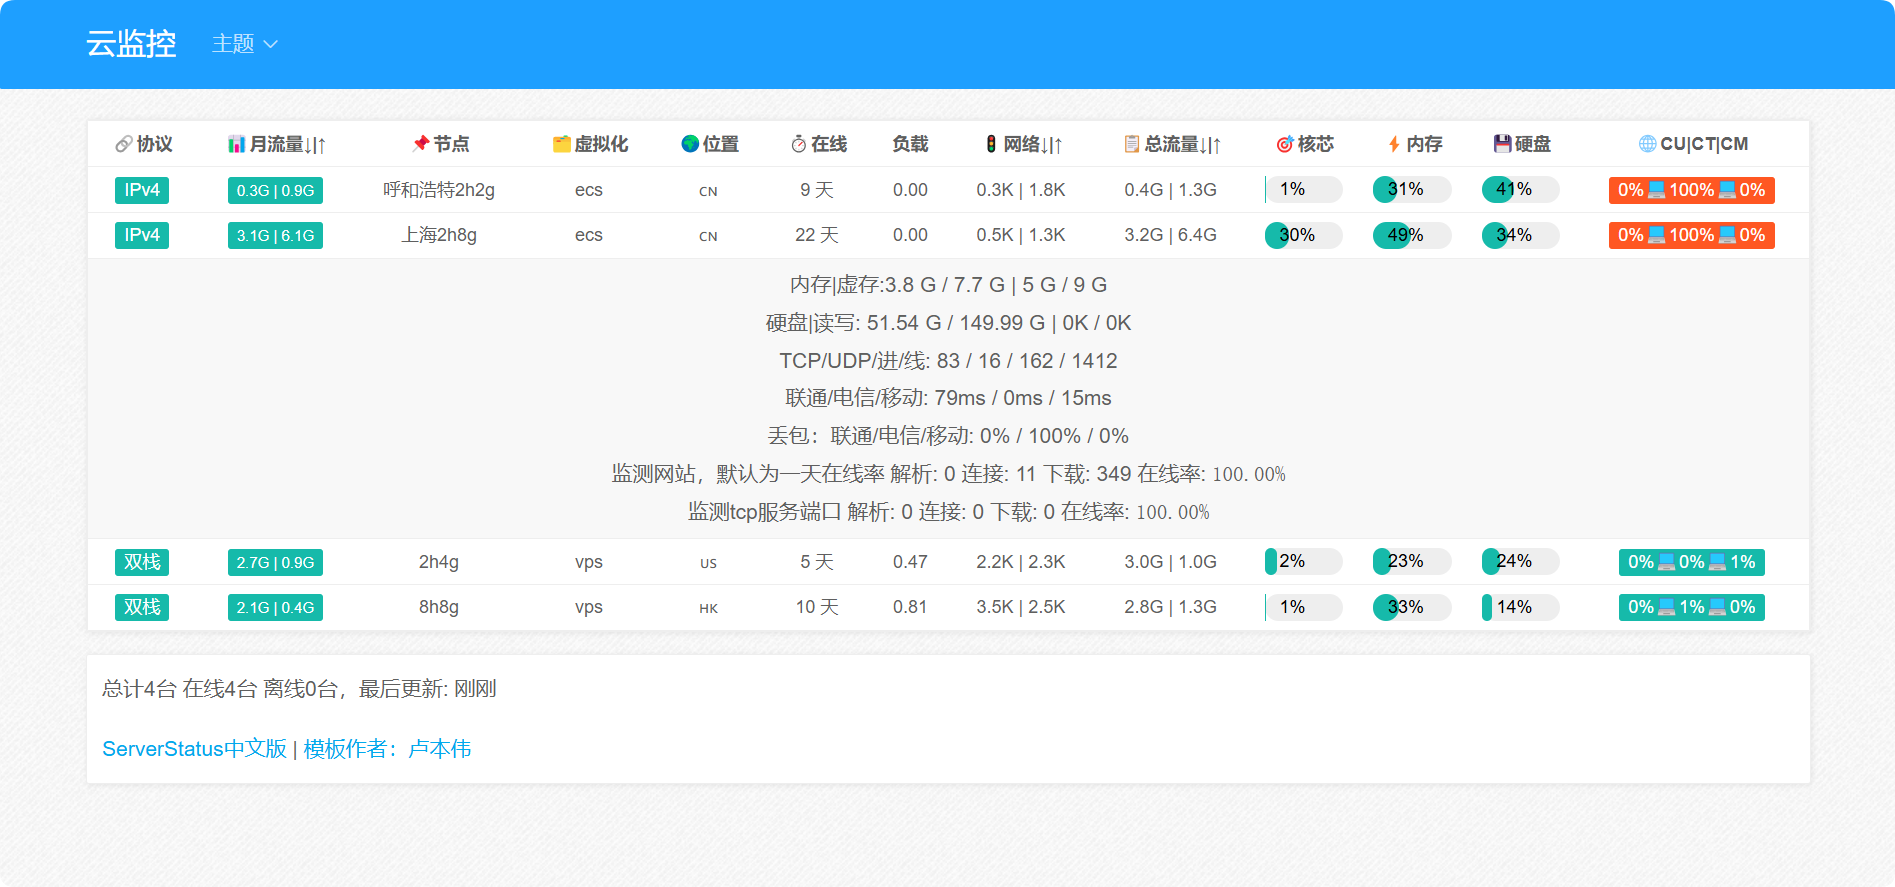 云监控 主题
协议 月流量↓|↑ 节点 虚拟化 位置 在线 负载 网络↓|↑ 总流量↓|↑ 核芯 内存 硬盘 CU|CT|CM
IPv4 0.3G | 0.9G 呼和浩特2h2g ecs CN 9 天 0.00 0.3K | 1.8K 0.4G | 1.3G 1% 31% 41% 0%💻100%💻0%
IPv4 3.1G | 6.1G 上海2h8g ecs CN 22 天 0.00 0.5K | 1.3K 3.2G | 6.4G 30% 49% 34% 0%💻100%💻0%
内存|虚存:3.8 G / 7.7 G | 5 G / 9 G
硬盘|读写: 51.54 G / 149.99 G | 0K / 0K
TCP/UDP/进/线: 83 / 16 / 162 / 1412
联通/电信/移动: 79ms / 0ms / 15ms
丢包：联通/电信/移动: 0% / 100% / 0%
监测网站，默认为一天在线率 解析: 0 连接: 11 下载: 349 在线率: 100.00%
监测tcp服务端口 解析: 0 连接: 0 下载: 0 在线率: 100.00%
双栈 2.7G | 0.9G 2h4g vps US 5 天 0.47 2.2K | 2.3K 3.0G | 1.0G 2% 23% 24% 0%💻0%💻1%
双栈 2.1G | 0.4G 8h8g vps HK 10 天 0.81 3.5K | 2.5K 2.8G | 1.3G 1% 33% 14% 0%💻1%💻0%
总计4台 在线4台 离线0台，最后更新: 刚刚
ServerStatus中文版 | 模板作者：卢本伟